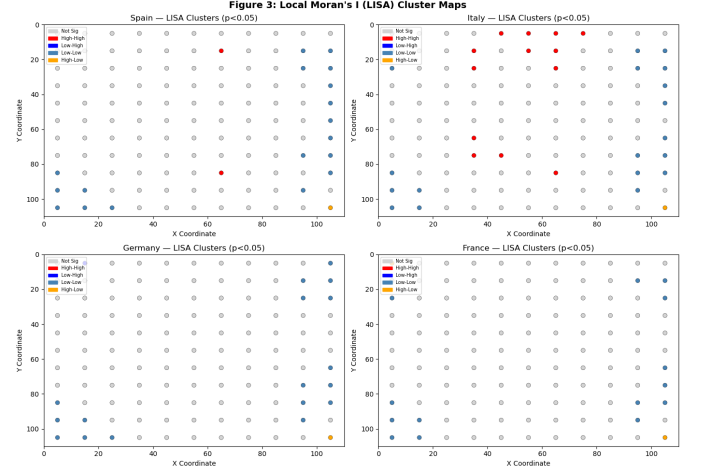 Figure 3: Local Moran's I (LISA) Cluster Maps
Spain — LISA Clusters (p<0.05)
Not Sig
High-High
Low-High
Low-Low
High-Low
0
20
40
60
80
100
Y Coordinate
0 20 40 60 80 100
X Coordinate
Italy — LISA Clusters (p<0.05)
Not Sig
High-High
Low-High
Low-Low
High-Low
0
20
40
60
80
100
Y Coordinate
0 20 40 60 80 100
X Coordinate
Germany — LISA Clusters (p<0.05)
Not Sig
High-High
Low-High
Low-Low
High-Low
0
20
40
60
80
100
Y Coordinate
0 20 40 60 80 100
X Coordinate
France — LISA Clusters (p<0.05)
Not Sig
High-High
Low-High
Low-Low
High-Low
0
20
40
60
80
100
Y Coordinate
0 20 40 60 80 100
X Coordinate